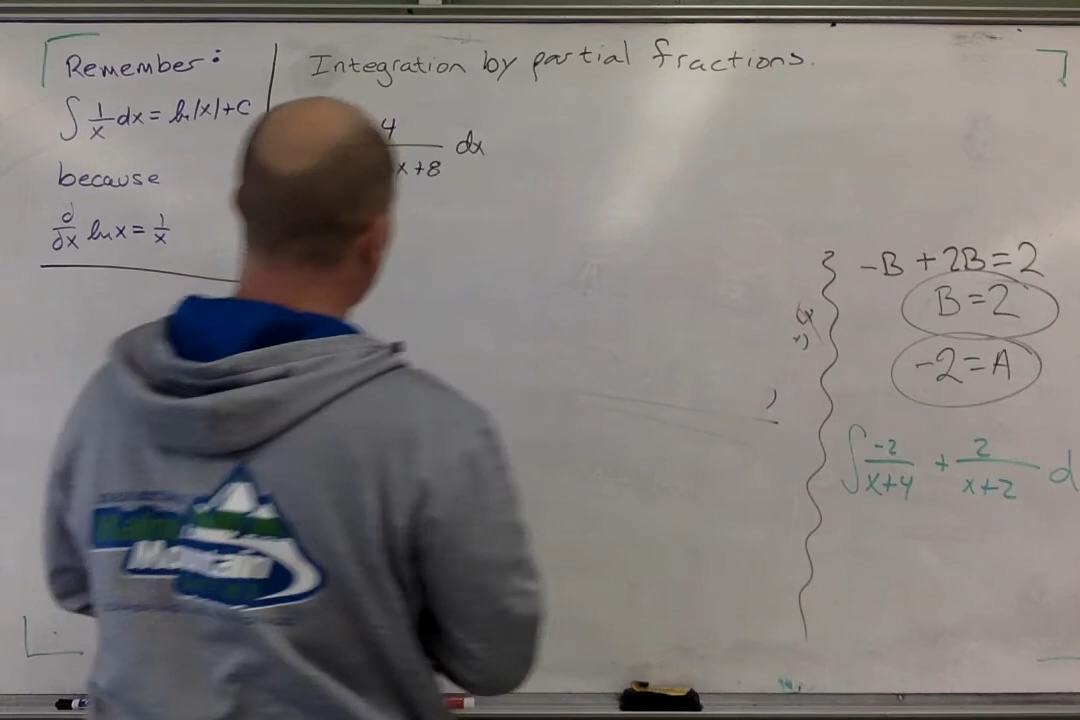 Remember:
∫ 1/x dx = ln|x|+C
because
d/dx ln x = 1/x
Integration by partial fractions.
4
x+8 dx
-B + 2B = 2
B = 2
-2 = A
∫ -2/x+4 + 2/x+2 d
Mountain